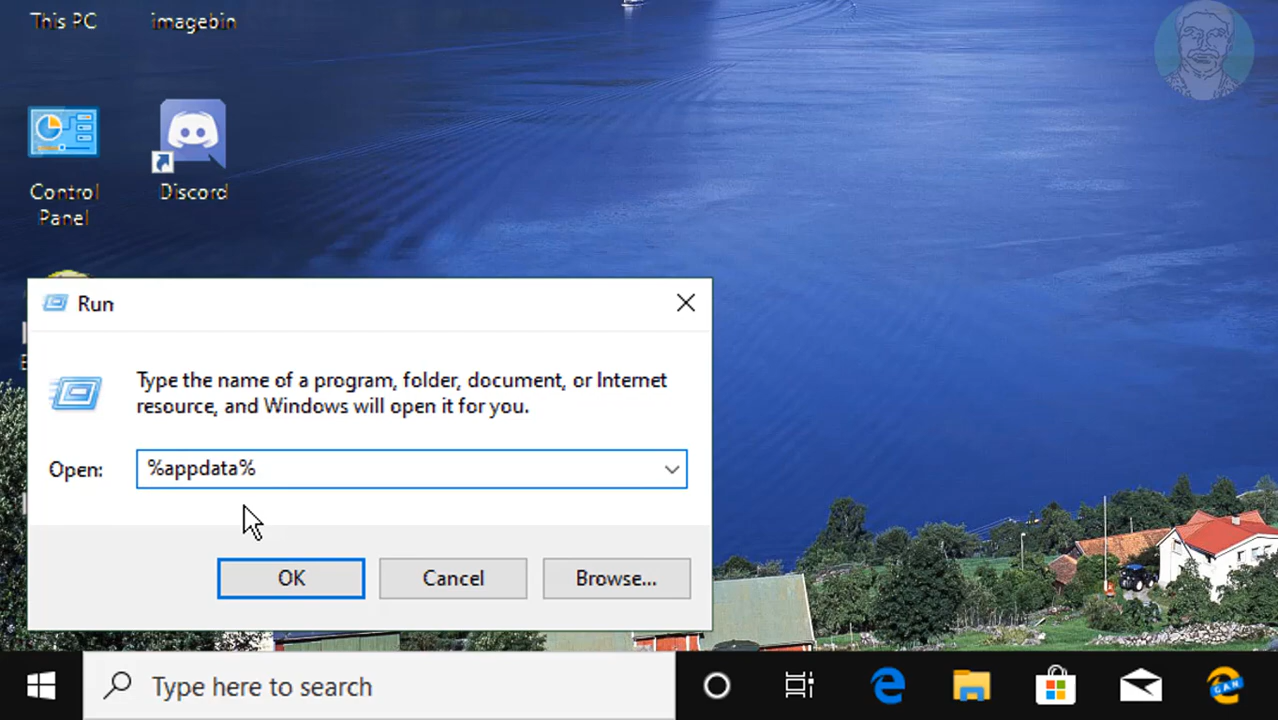 This PC
imagebin
Control
Panel
Discord
Run
Type the name of a program, folder, document, or Internet
resource, and Windows will open it for you.
Open:
%appdata%
OK
Cancel
Browse...
Type here to search
CAN